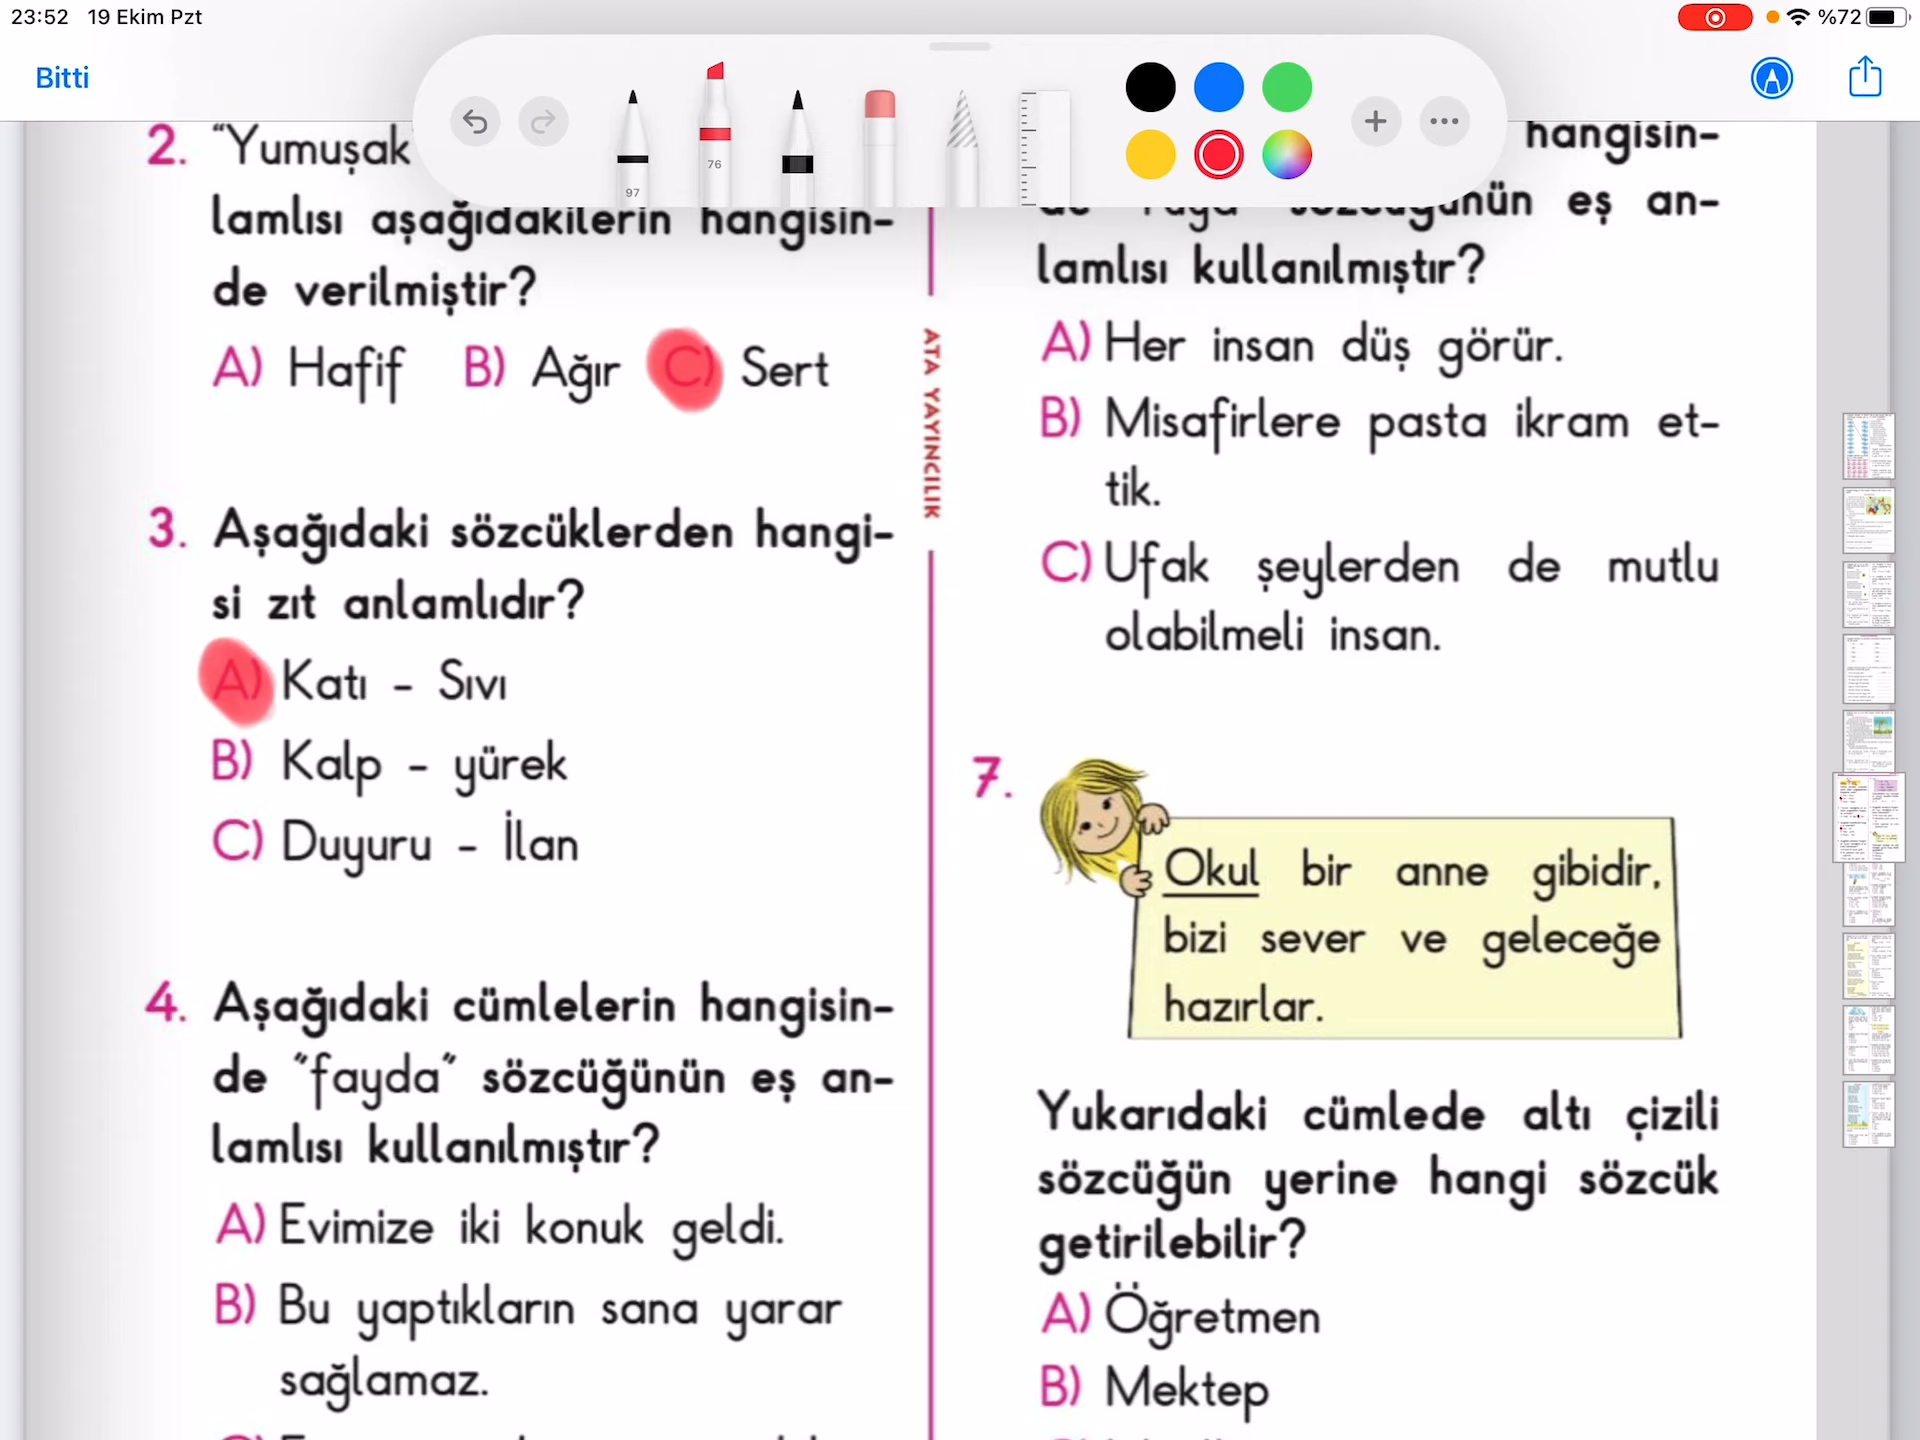 23:52 19 Ekim Pzt
%72
Bitti
97
76
2. “Yumuşak
lamlısı aşağıdakilerin hangisin-
de verilmiştir?
A) Hafif B) Ağır C) Sert
3. Aşağıdaki sözcüklerden hangi-
si zıt anlamlıdır?
A) Katı - Sıvı
B) Kalp - yürek
C) Duyuru - İlan
4. Aşağıdaki cümlelerin hangisin-
de “fayda” sözcüğünün eş an-
lamlısı kullanılmıştır?
A) Evimize iki konuk geldi.
B) Bu yaptıkların sana yarar
sağlamaz.
ATA YAYINCILIK
hangisin-
de sözcüğünün eş an-
lamlısı kullanılmıştır?
A) Her insan düş görür.
B) Misafirlere pasta ikram et-
tik.
C) Ufak şeylerden de mutlu
olabilmeli insan.
7.
Okul bir anne gibidir,
bizi sever ve geleceğe
hazırlar.
Yukarıdaki cümlede altı çizili
sözcüğün yerine hangi sözcük
getirilebilir?
A) Öğretmen
B) Mektep